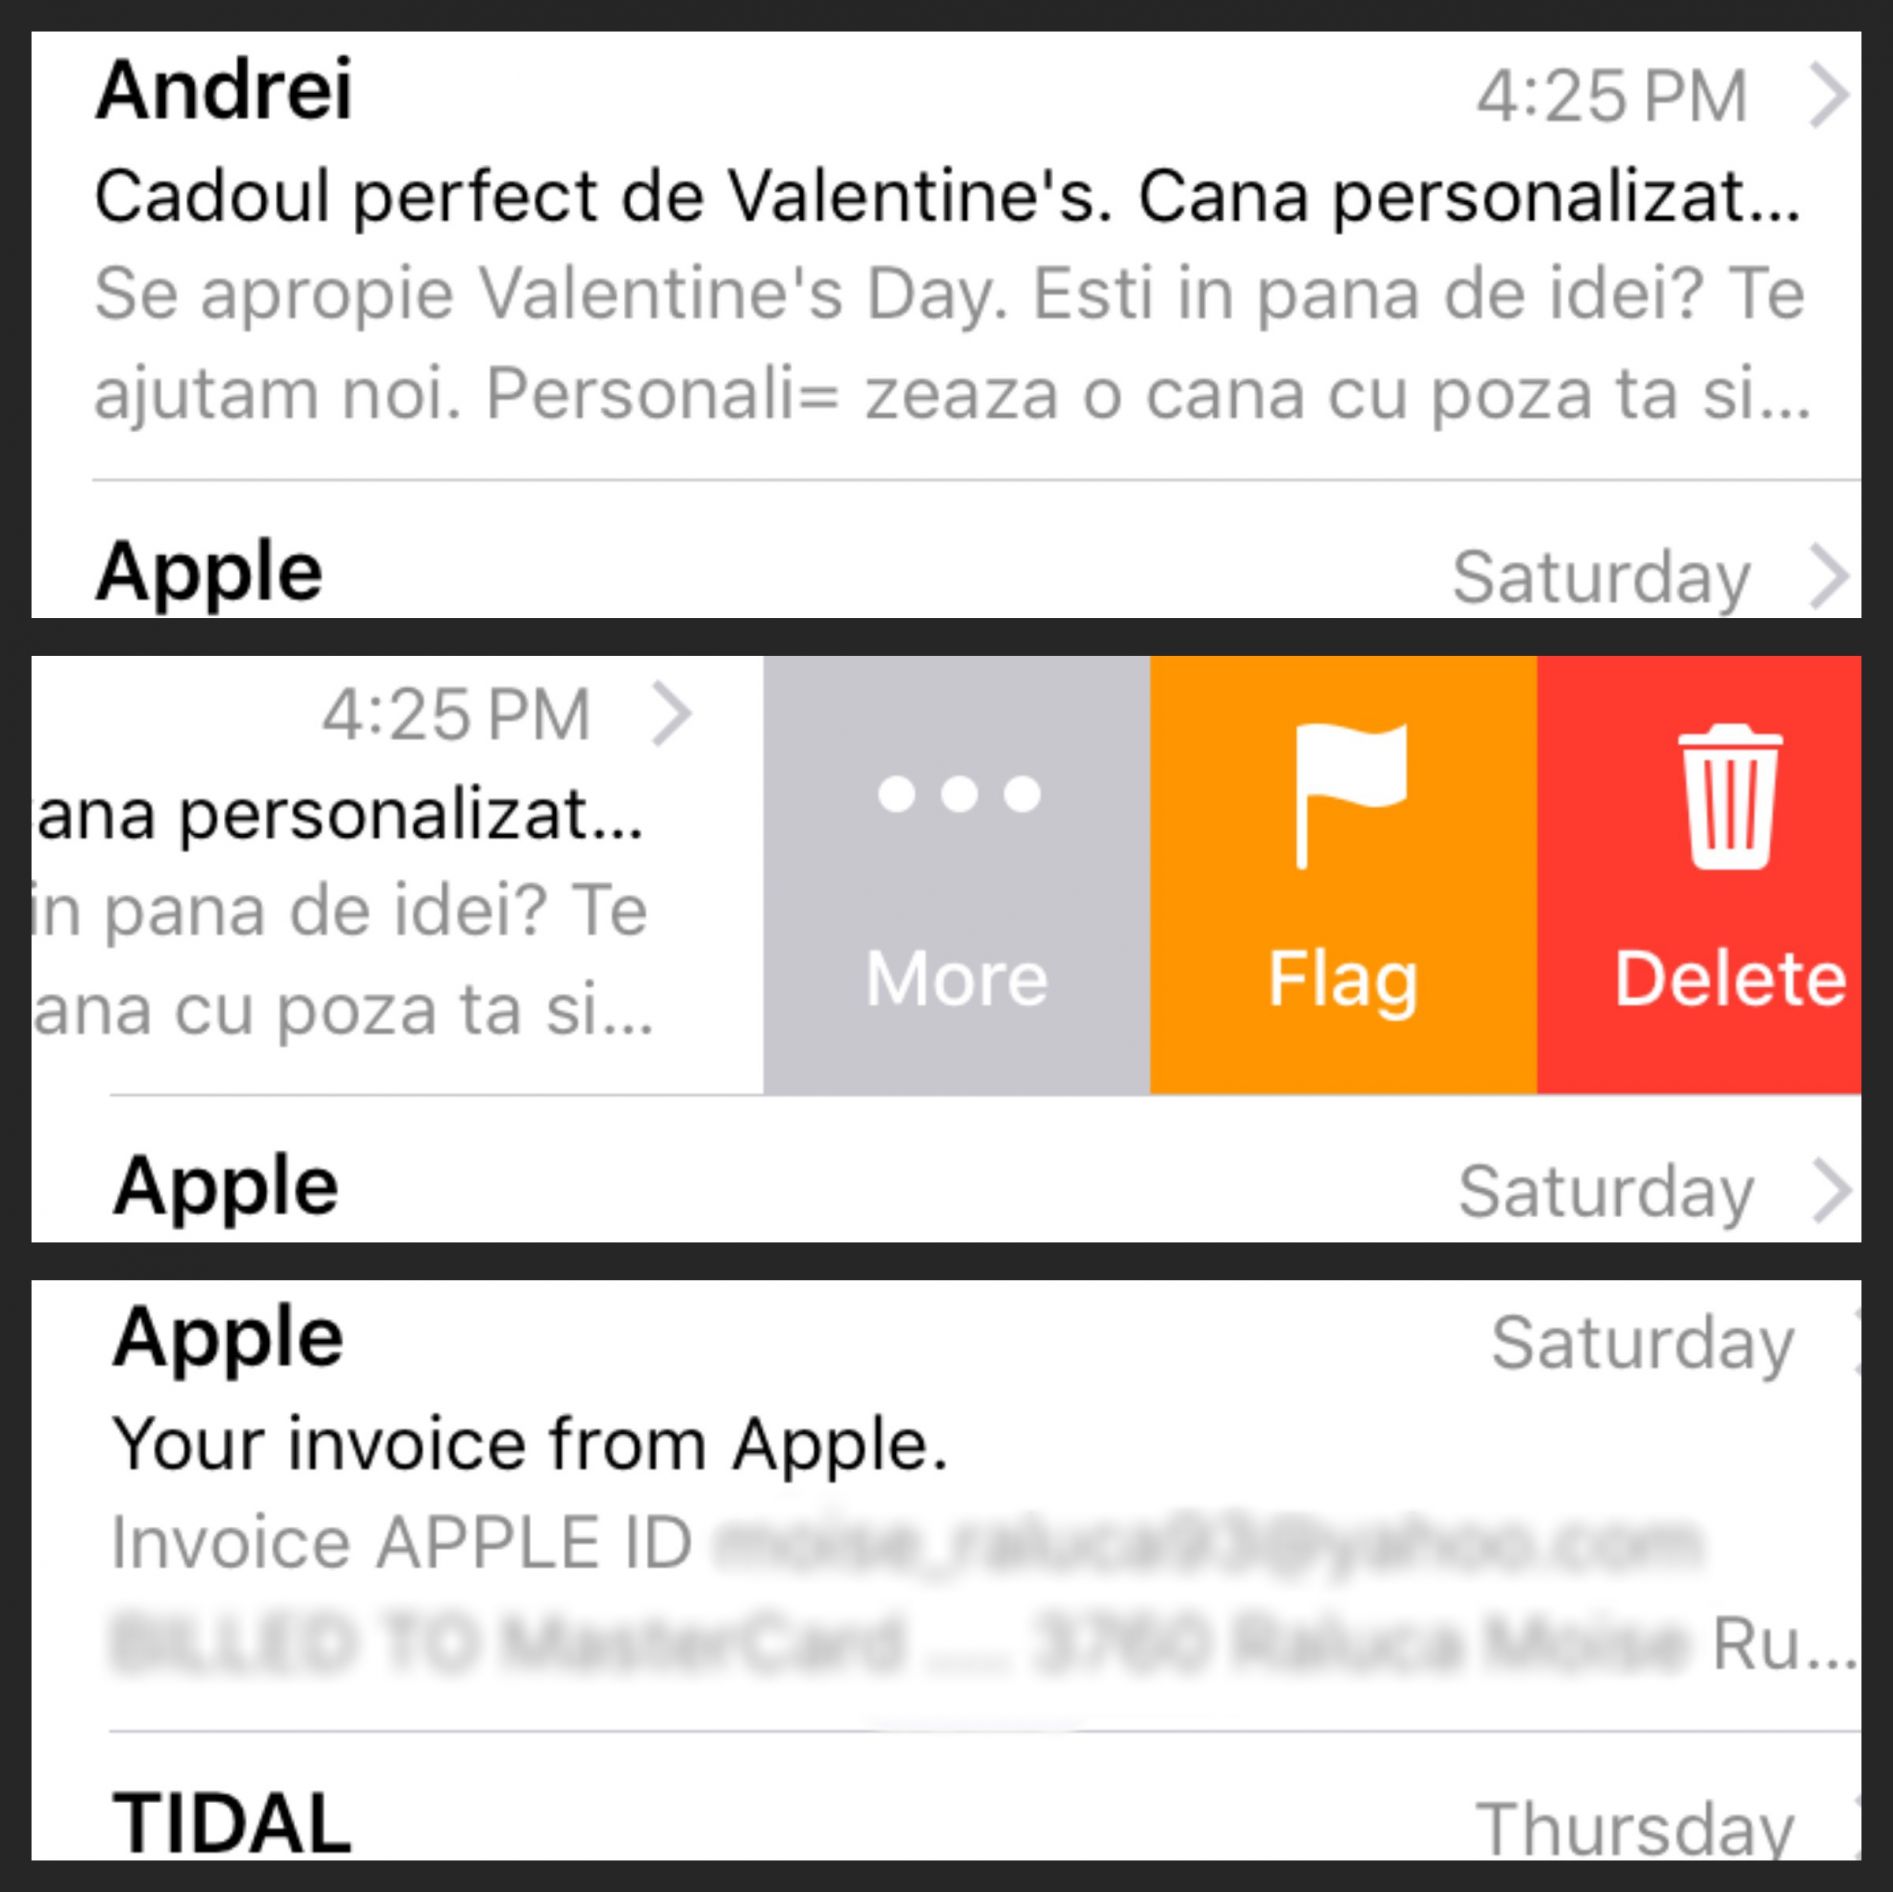 Andrei 4:25 PM
Cadoul perfect de Valentine's. Cana personalizat...
Se apropie Valentine's Day. Esti in pana de idei? Te
ajutam noi. Personali= zeaza o cana cu poza ta si...
Apple Saturday
4:25 PM
ana personalizat...
in pana de idei? Te
ana cu poza ta si...
More Flag Delete
Apple Saturday
Apple Saturday
Your invoice from Apple.
Invoice APPLE ID
Ru...
TIDAL Thursday